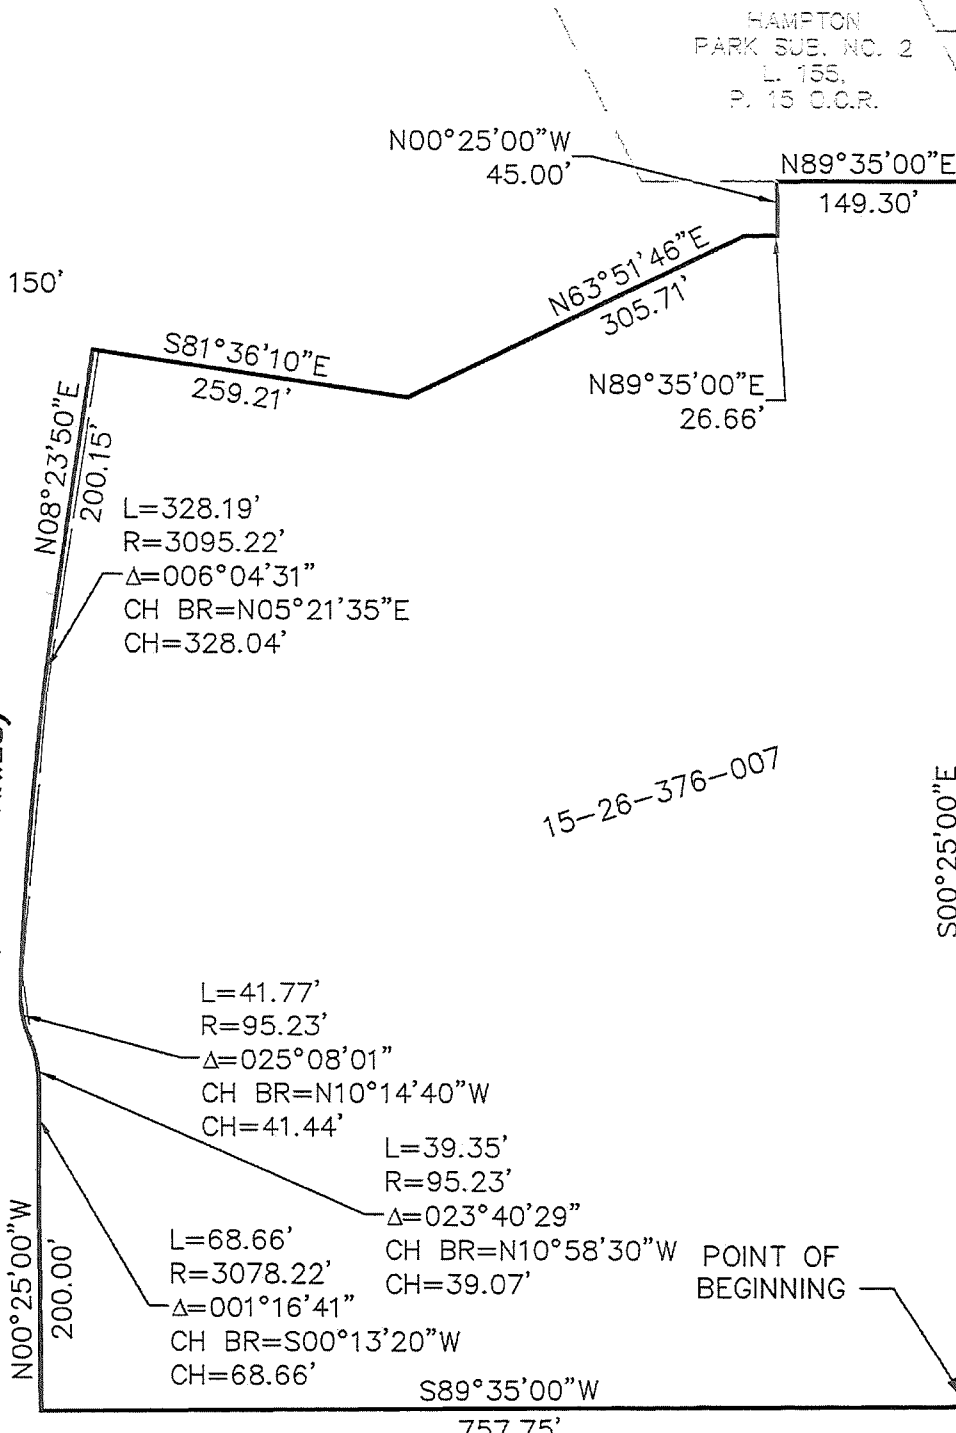 HAMPTON
PARK SUB. NO. 2
L. 155,
P. 15 O.C.R.
N00°25'00"W
45.00'
N89°35'00"E
149.30'
150'
N63°51'46"E
305.71'
S81°36'10"E
259.21'
N89°35'00"E
26.66'
N08°23'50"E
200.15'
L=328.19'
R=3095.22'
Δ=006°04'31"
CH BR=N05°21'35"E
CH=328.04'
15-26-376-007
S00°25'00"E
L=41.77'
R=95.23'
Δ=025°08'01"
CH BR=N10°14'40"W
CH=41.44'
L=39.35'
R=95.23'
Δ=023°40'29"
CH BR=N10°58'30"W
CH=39.07'
L=68.66'
R=3078.22'
Δ=001°16'41"
CH BR=S00°13'20"W
CH=68.66'
POINT OF
BEGINNING
N00°25'00"W
200.00'
S89°35'00"W
757.75'